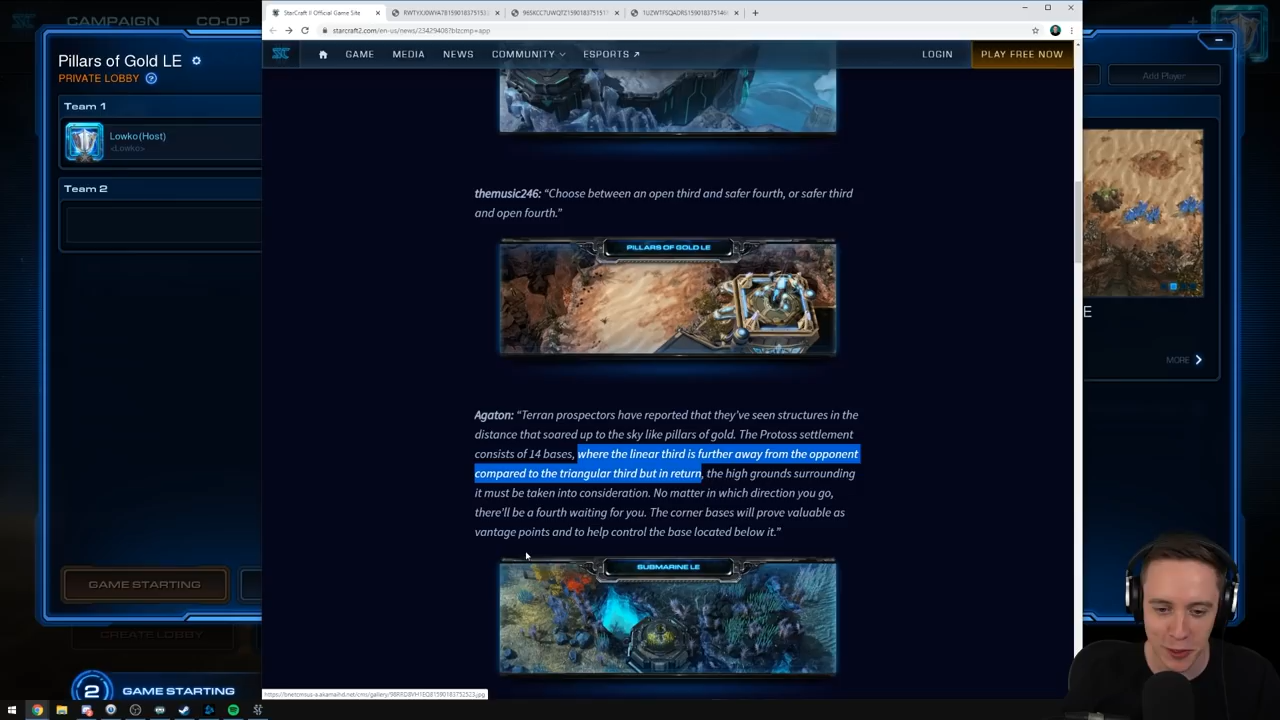 CAMPAIGN
CO-OP
Pillars of Gold LE
PRIVATE LOBBY ?
Team 1
Lowko(Host)
<Lowko>
Team 2
GAME STARTING
CREATE LOBBY
2 GAME STARTING
StarCraft II Official Game Site
starcraft2.com/en-us/news/23429408?blzcmp=app
GAME
MEDIA
NEWS
COMMUNITY
ESPORTS
LOGIN
PLAY FREE NOW
themusic246: “Choose between an open third and safer fourth, or safer third
and open fourth.”
PILLARS OF GOLD LE
Agaton: “Terran prospectors have reported that they’ve seen structures in the
distance that soared up to the sky like pillars of gold. The Protoss settlement
consists of 14 bases, where the linear third is further away from the opponent
compared to the triangular third but in return, the high grounds surrounding
it must be taken into consideration. No matter in which direction you go,
there’ll be a fourth waiting for you. The corner bases will prove valuable as
vantage points and to help control the base located below it.”
SUBMARINE LE
Add Player
E
MORE